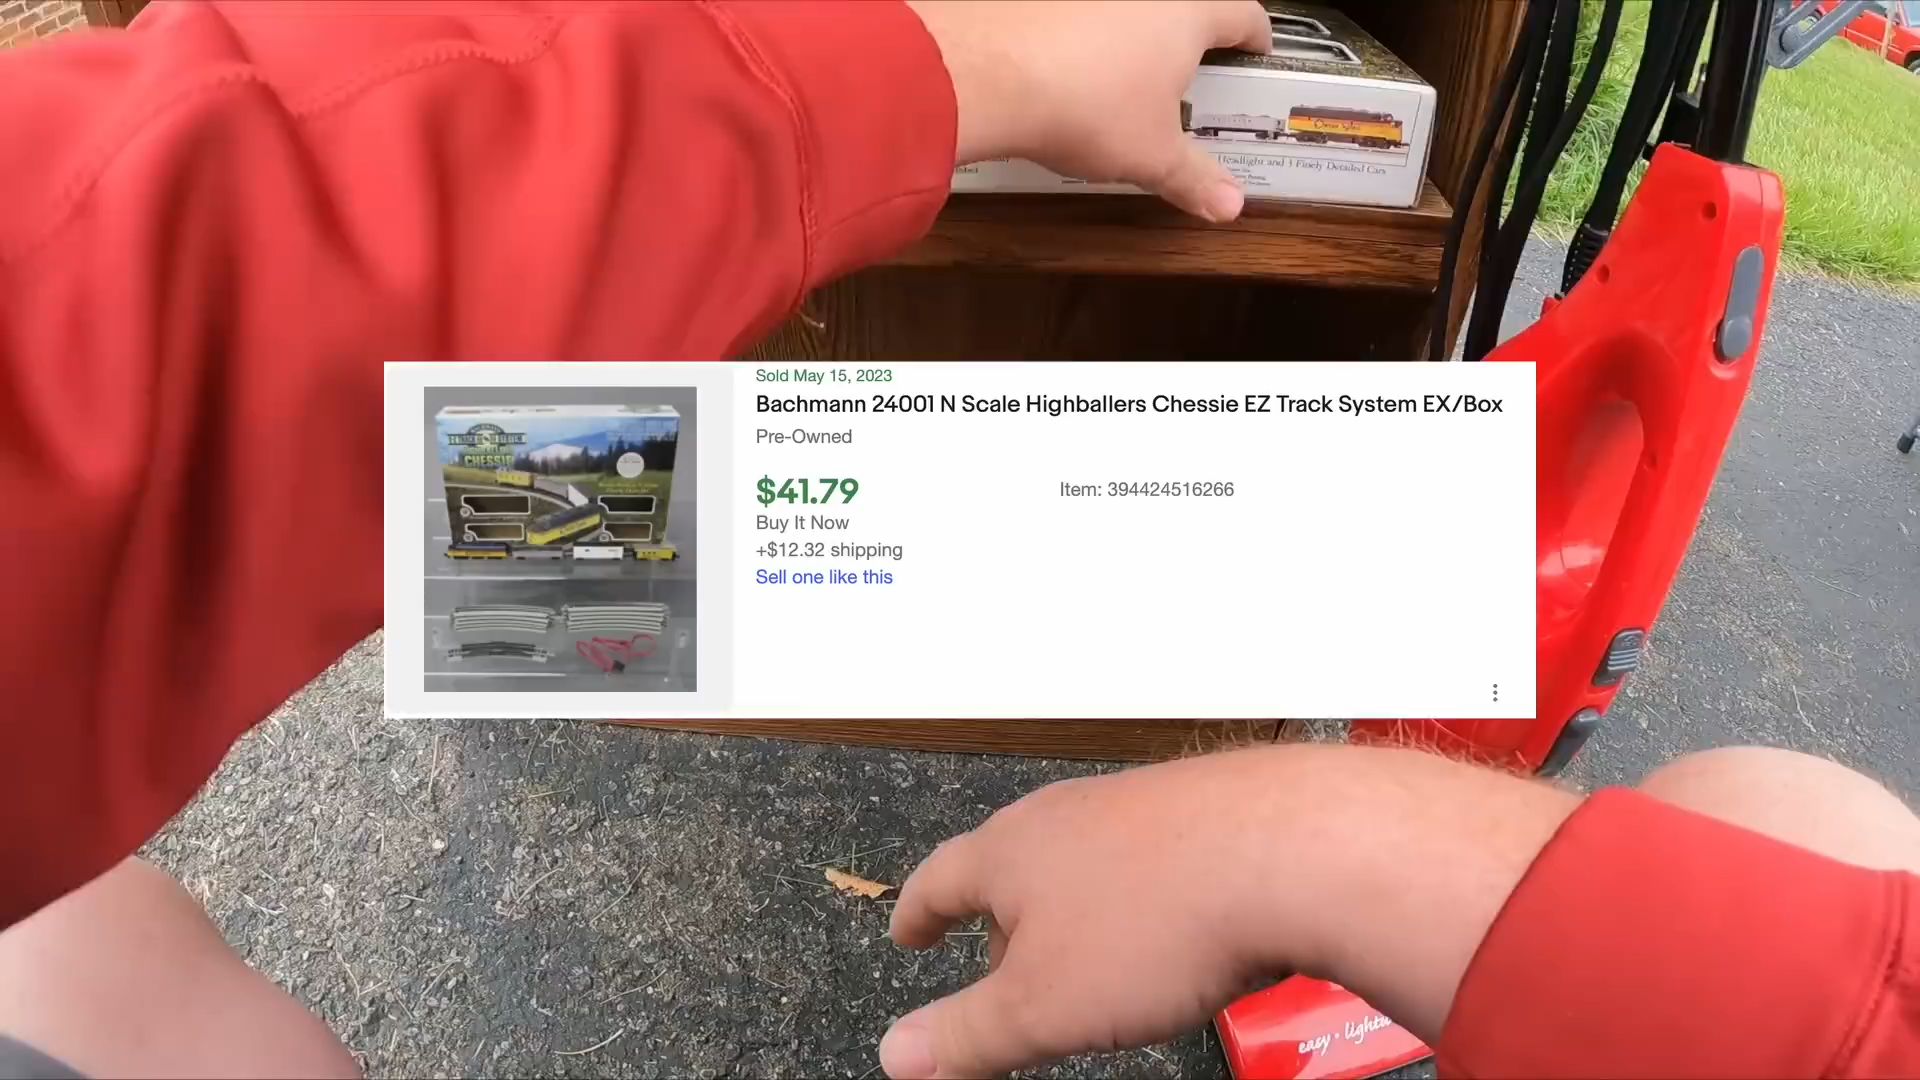 Headlight and 3 Finely Detailed Cars
Sold May 15, 2023
Bachmann 24001 N Scale Highballers Chessie EZ Track System EX/Box
Pre-Owned
$41.79
Item: 394424516266
Buy It Now
+$12.32 shipping
Sell one like this
CHESSIE
easy • lightw